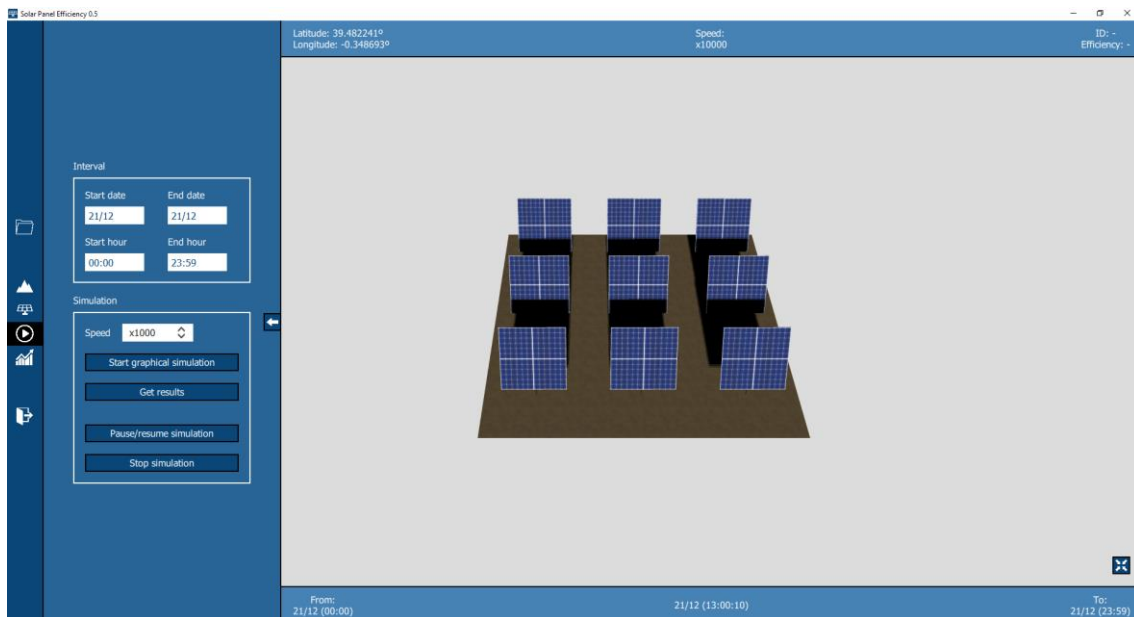 Solar Panel Efficiency 0.5
Latitude: 39.482241º
Longitude: -0.348693º
Speed:
x10000
ID: -
Efficiency: -
Interval
Start date End date
21/12 21/12
Start hour End hour
00:00 23:59
Simulation
Speed x1000
Start graphical simulation
Get results
Pause/resume simulation
Stop simulation
From:
21/12 (00:00)
21/12 (13:00:10)
To:
21/12 (23:59)